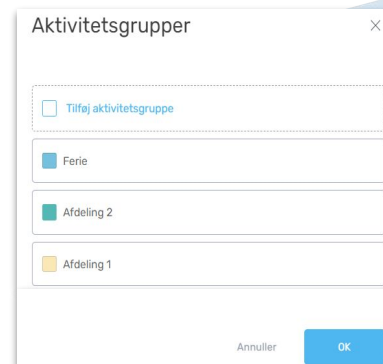 Aktivitetsgrupper
Tilføj aktivitetsgruppe
Ferie
Afdeling 2
Afdeling 1
Annuller
OK